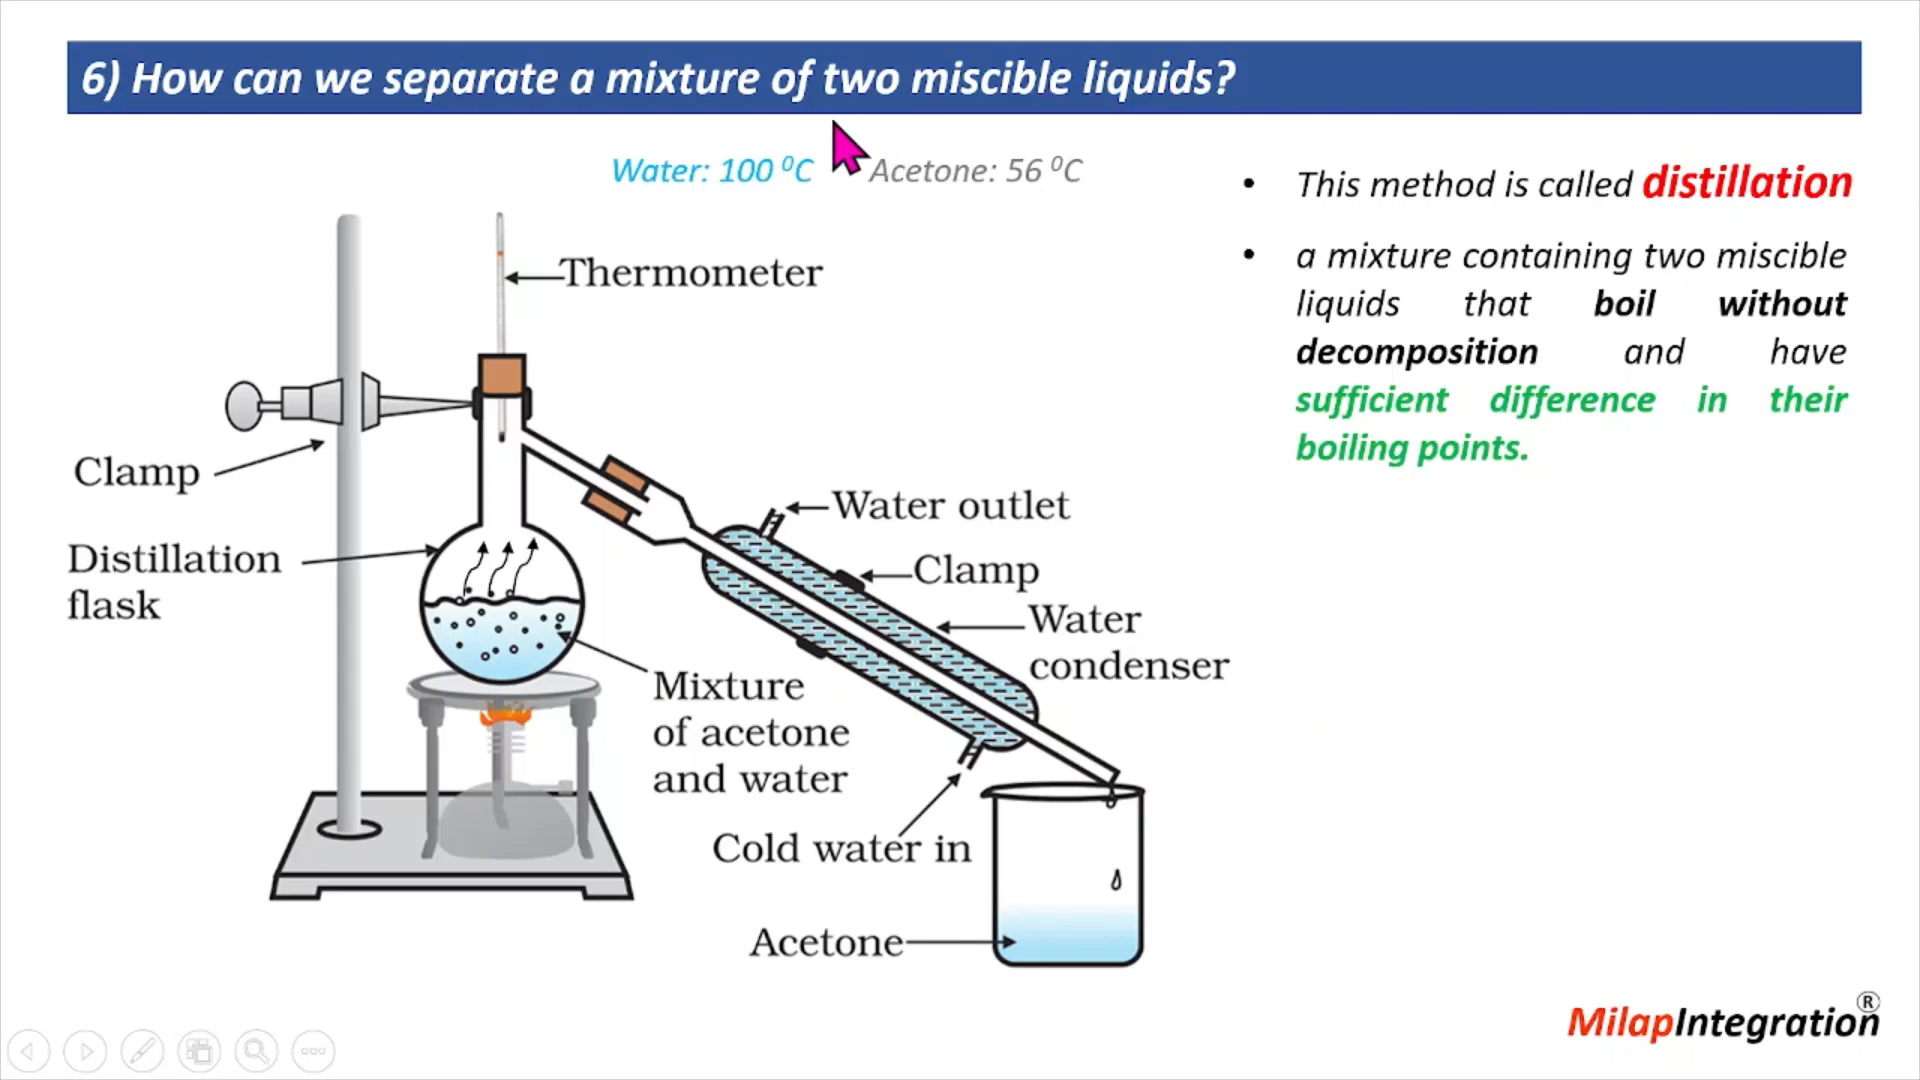 6) How can we separate a mixture of two miscible liquids?
Water: 100 ⁰C
Acetone: 56 ⁰C
• This method is called distillation
• a mixture containing two miscible
liquids that boil without
decomposition and have
sufficient difference in their
boiling points.
Thermometer
Clamp
Distillation
flask
Water outlet
Clamp
Water
condenser
Mixture
of acetone
and water
Cold water in
Acetone
MilapIntegration®